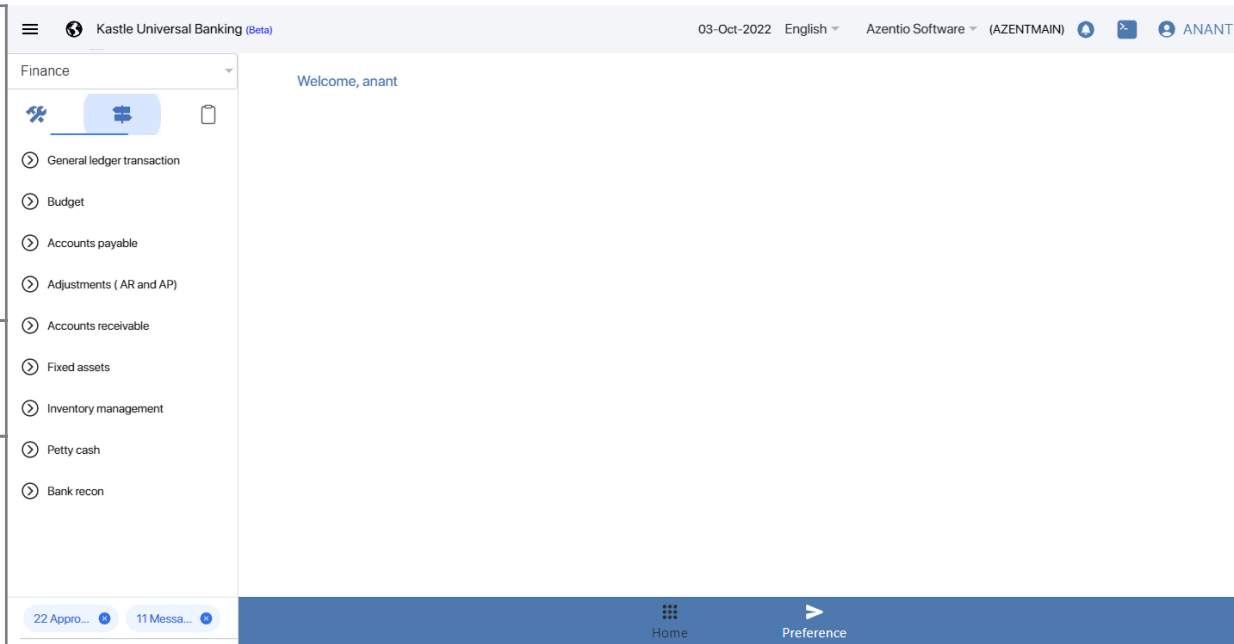 Kastle Universal Banking (Beta)
03-Oct-2022 English Azentio Software (AZENTMAIN) ANANT
Finance
Welcome, anant
General ledger transaction
Budget
Accounts payable
Adjustments ( AR and AP)
Accounts receivable
Fixed assets
Inventory management
Petty cash
Bank recon
22 Appro... 11 Messa...
Home Preference